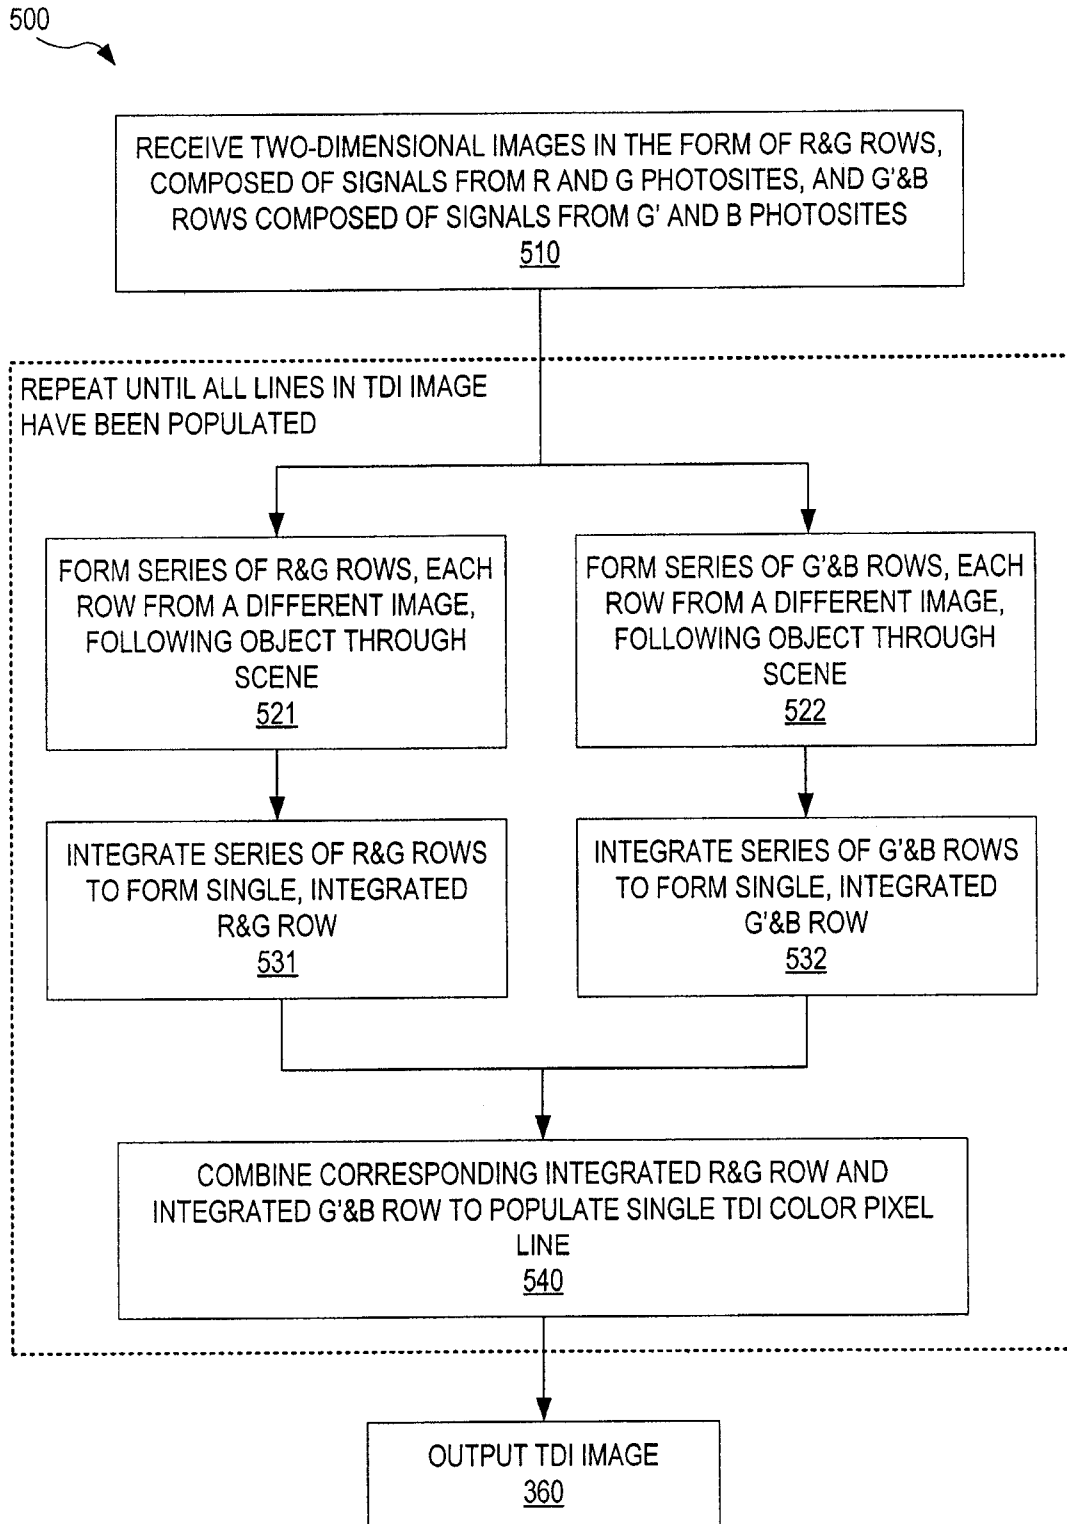 500
RECEIVE TWO-DIMENSIONAL IMAGES IN THE FORM OF R&G ROWS,
COMPOSED OF SIGNALS FROM R AND G PHOTOSITES, AND G'&B
ROWS COMPOSED OF SIGNALS FROM G' AND B PHOTOSITES
510
REPEAT UNTIL ALL LINES IN TDI IMAGE
HAVE BEEN POPULATED
FORM SERIES OF R&G ROWS, EACH
ROW FROM A DIFFERENT IMAGE,
FOLLOWING OBJECT THROUGH
SCENE
521
FORM SERIES OF G'&B ROWS, EACH
ROW FROM A DIFFERENT IMAGE,
FOLLOWING OBJECT THROUGH
SCENE
522
INTEGRATE SERIES OF R&G ROWS
TO FORM SINGLE, INTEGRATED
R&G ROW
531
INTEGRATE SERIES OF G'&B ROWS
TO FORM SINGLE, INTEGRATED
G'&B ROW
532
COMBINE CORRESPONDING INTEGRATED R&G ROW AND
INTEGRATED G'&B ROW TO POPULATE SINGLE TDI COLOR PIXEL
LINE
540
OUTPUT TDI IMAGE
360